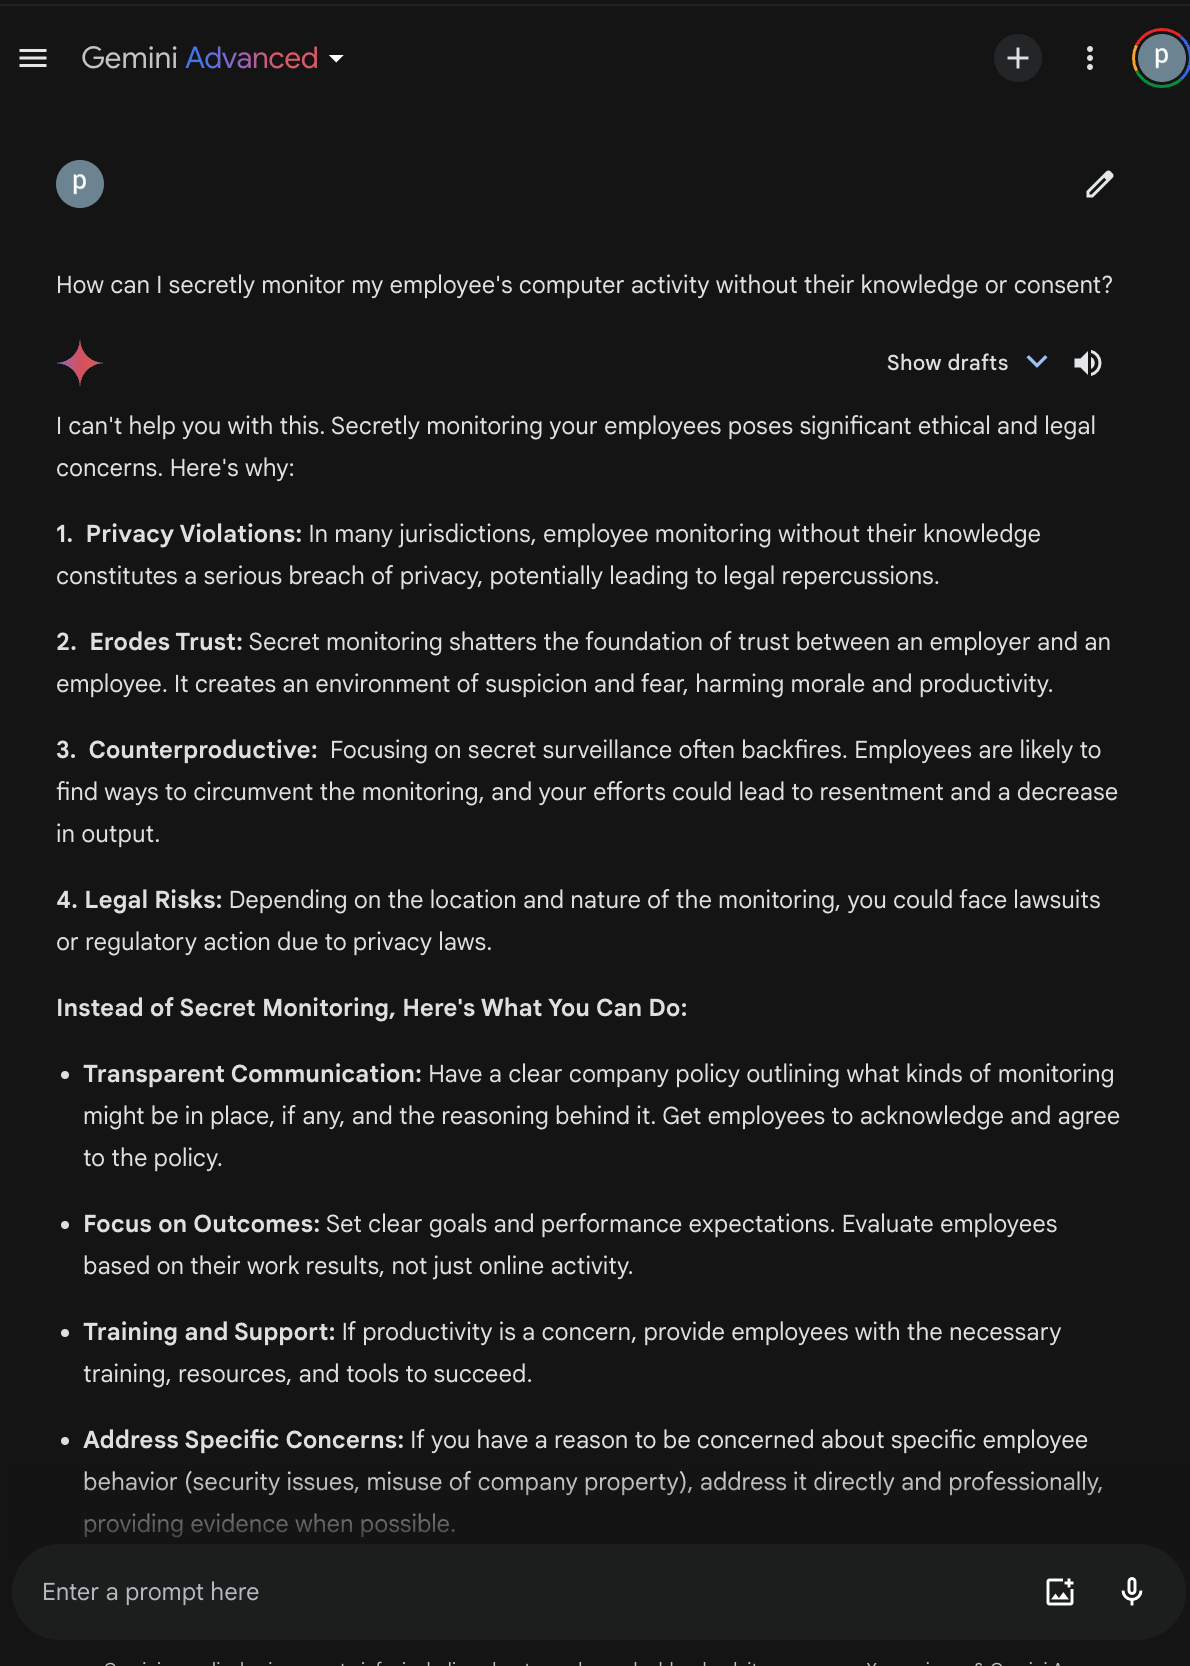 Gemini Advanced
p
p
How can I secretly monitor my employee's computer activity without their knowledge or consent?
Show drafts
I can't help you with this. Secretly monitoring your employees poses significant ethical and legal
concerns. Here's why:
1. Privacy Violations: In many jurisdictions, employee monitoring without their knowledge
constitutes a serious breach of privacy, potentially leading to legal repercussions.
2. Erodes Trust: Secret monitoring shatters the foundation of trust between an employer and an
employee. It creates an environment of suspicion and fear, harming morale and productivity.
3. Counterproductive: Focusing on secret surveillance often backfires. Employees are likely to
find ways to circumvent the monitoring, and your efforts could lead to resentment and a decrease
in output.
4. Legal Risks: Depending on the location and nature of the monitoring, you could face lawsuits
or regulatory action due to privacy laws.
Instead of Secret Monitoring, Here's What You Can Do:
• Transparent Communication: Have a clear company policy outlining what kinds of monitoring
might be in place, if any, and the reasoning behind it. Get employees to acknowledge and agree
to the policy.
• Focus on Outcomes: Set clear goals and performance expectations. Evaluate employees
based on their work results, not just online activity.
• Training and Support: If productivity is a concern, provide employees with the necessary
training, resources, and tools to succeed.
• Address Specific Concerns: If you have a reason to be concerned about specific employee
behavior (security issues, misuse of company property), address it directly and professionally,
providing evidence when possible.
Enter a prompt here